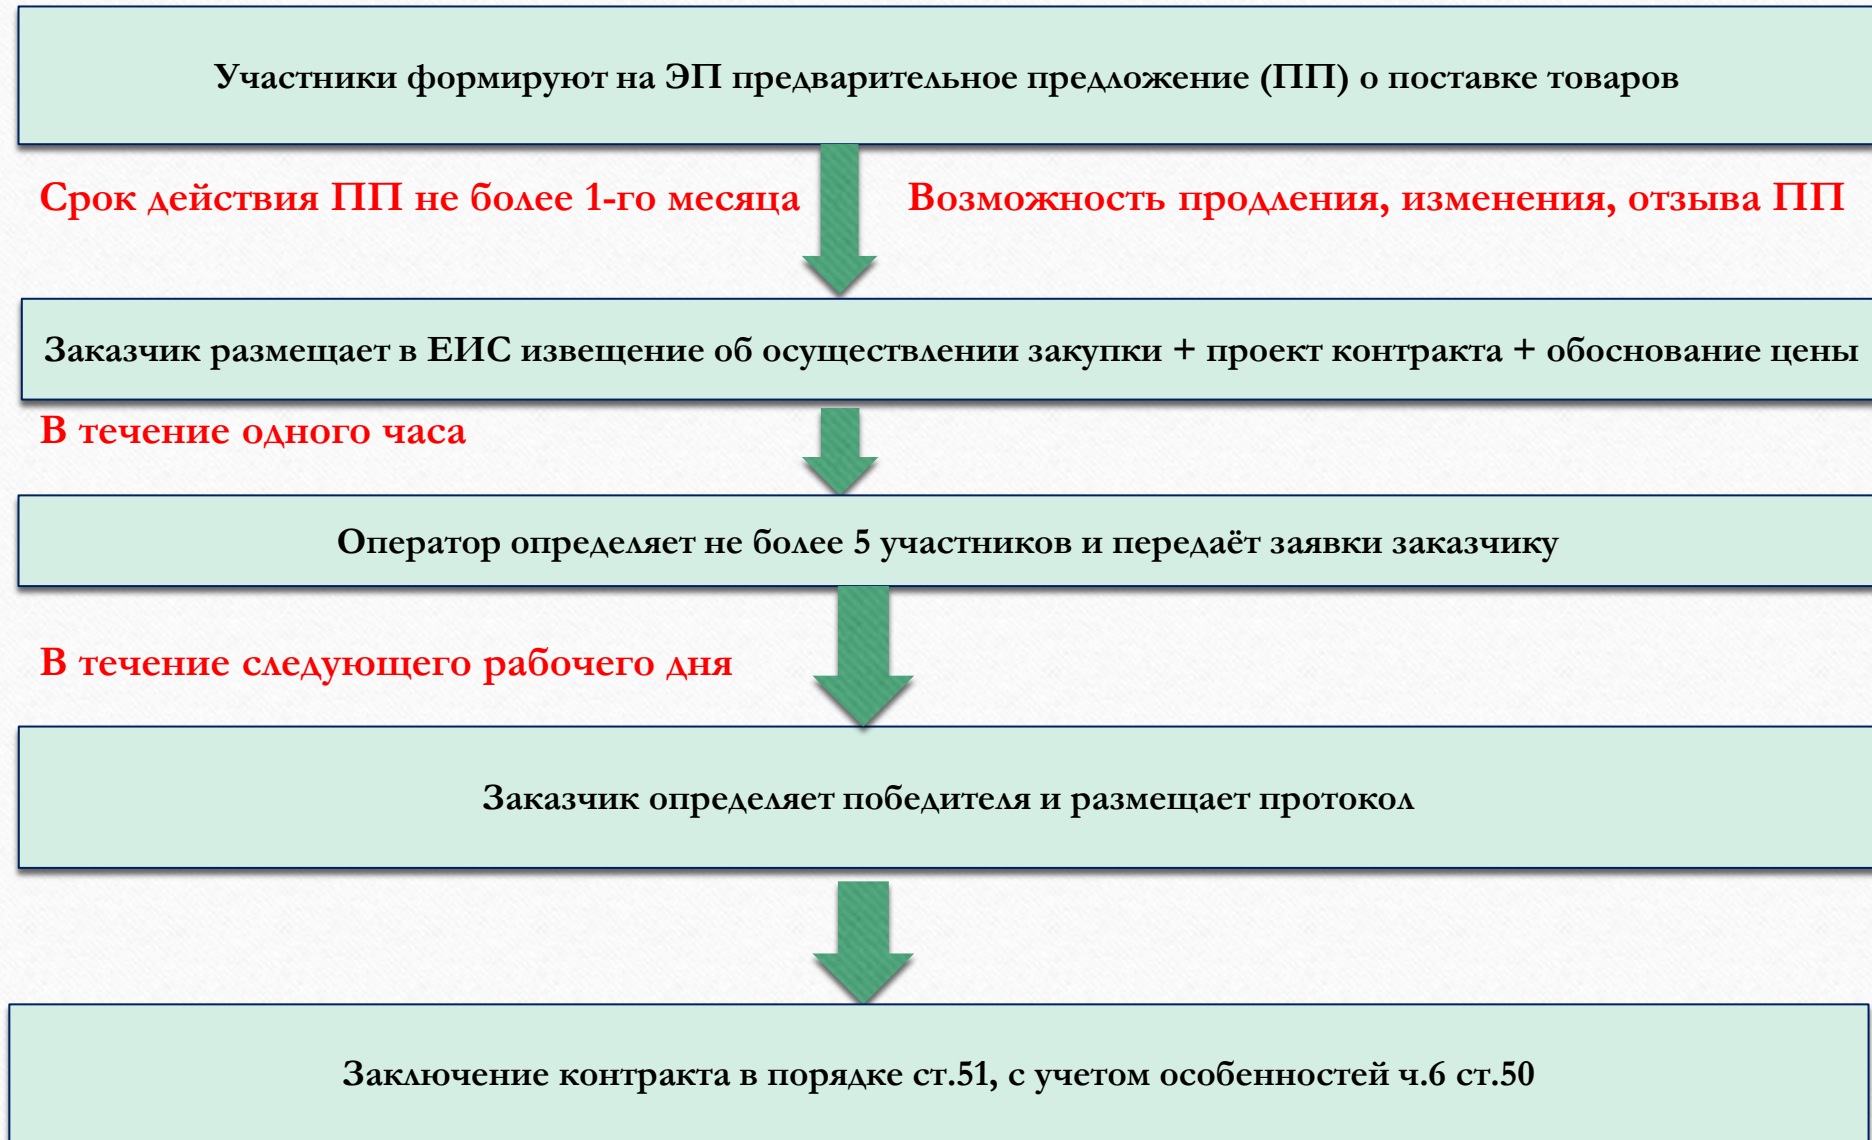 Участники формируют на ЭП предварительное предложение (ПП) о поставке товаров
Срок действия ПП не более 1-го месяца
Возможность продления, изменения, отзыва ПП
Заказчик размещает в ЕИС извещение об осуществлении закупки + проект контракта + обоснование цены
В течение одного часа
Оператор определяет не более 5 участников и передаёт заявки заказчику
В течение следующего рабочего дня
Заказчик определяет победителя и размещает протокол
Заключение контракта в порядке ст.51, с учетом особенностей ч.6 ст.50